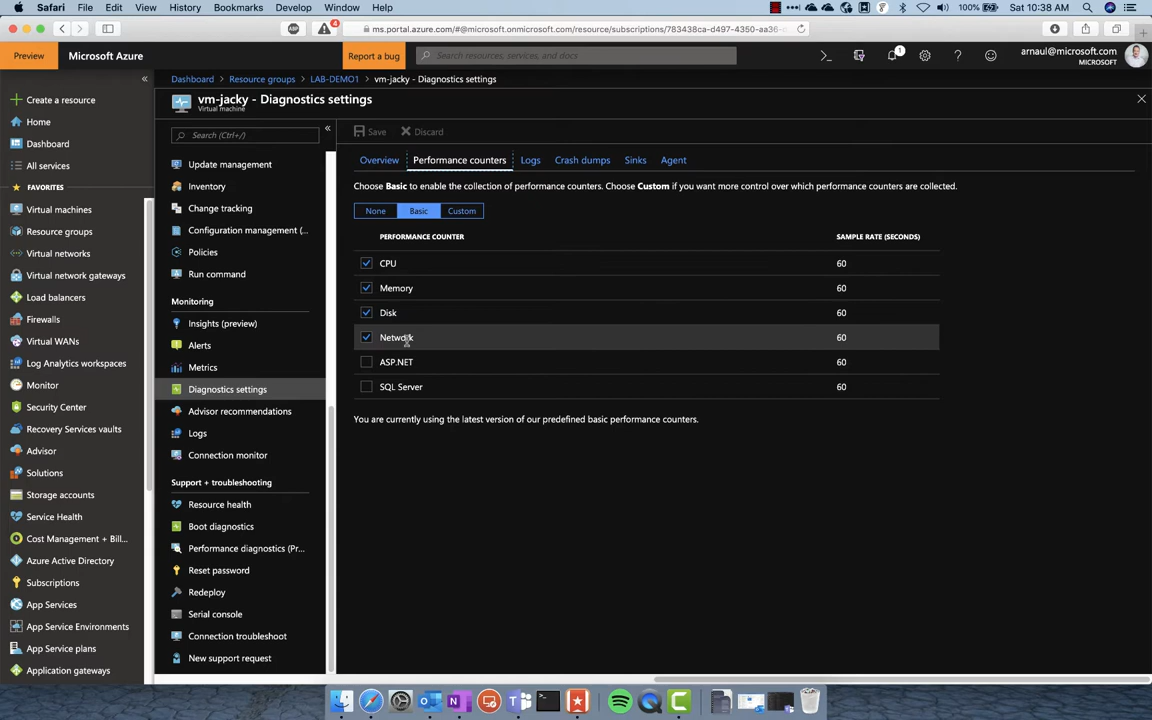 Safari File Edit View History Bookmarks Develop Window Help
100% Sat 10:38 AM
ABP
4
ms.portal.azure.com/#@microsoft.onmicrosoft.com/resource/subscriptions/783438ca-d497-4350-aa36-
Preview
Microsoft Azure
Report a bug
Search resources, services, and docs
1
arnaul@microsoft.com
MICROSOFT
Dashboard
Resource groups
LAB-DEMO1
vm-jacky - Diagnostics settings
Create a resource
Home
Dashboard
All services
FAVORITES
Virtual machines
Resource groups
Virtual networks
Virtual network gateways
Load balancers
Firewalls
Virtual WANs
Log Analytics workspaces
Monitor
Security Center
Recovery Services vaults
Advisor
Solutions
Storage accounts
Service Health
Cost Management + Bill...
Azure Active Directory
Subscriptions
App Services
App Service Environments
App Service plans
Application gateways
vm-jacky - Diagnostics settings
Virtual machine
Search (Ctrl+/)
Update management
Inventory
Change tracking
Configuration management (...
Policies
Run command
Monitoring
Insights (preview)
Alerts
Metrics
Diagnostics settings
Advisor recommendations
Logs
Connection monitor
Support + troubleshooting
Resource health
Boot diagnostics
Performance diagnostics (Pr...
Reset password
Redeploy
Serial console
Connection troubleshoot
New support request
Save
Discard
Overview Performance counters Logs Crash dumps Sinks Agent
Choose Basic to enable the collection of performance counters. Choose Custom if you want more control over which performance counters are collected.
None Basic Custom
PERFORMANCE COUNTER SAMPLE RATE (SECONDS)
CPU 60
Memory 60
Disk 60
Network 60
ASP.NET 60
SQL Server 60
You are currently using the latest version of our predefined basic performance counters.